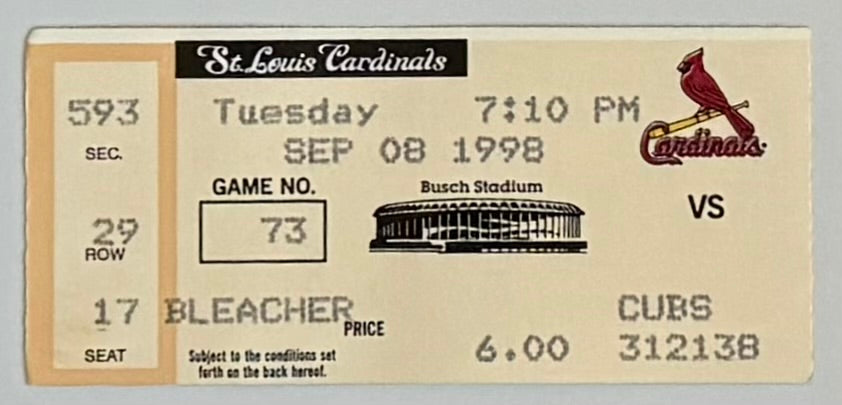 St. Louis Cardinals
593 Tuesday 7:10 PM
SEC. SEP 08 1998
Cardinals
GAME NO. Busch Stadium VS
29 73
ROW
17 BLEACHER CUBS
PRICE
SEAT 6.00 312138
Subject to the conditions set
forth on the back hereof.